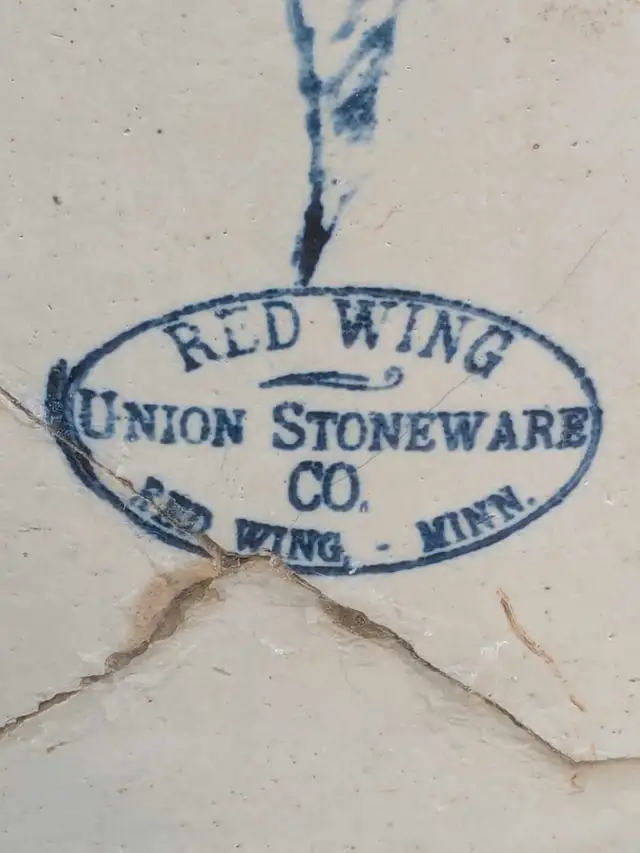 RED WING
UNION STONEWARE
CO.
RED WING, - MINN.